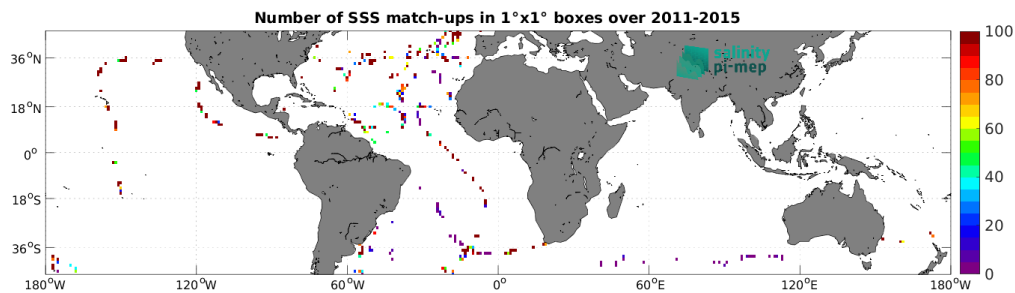 Number of SSS match-ups in 1°x1° boxes over 2011-2015
salinity
pi-mep
36°N
18°N
0°
18°S
36°S
180°W 120°W 60°W 0° 60°E 120°E 180°W
100
80
60
40
20
0